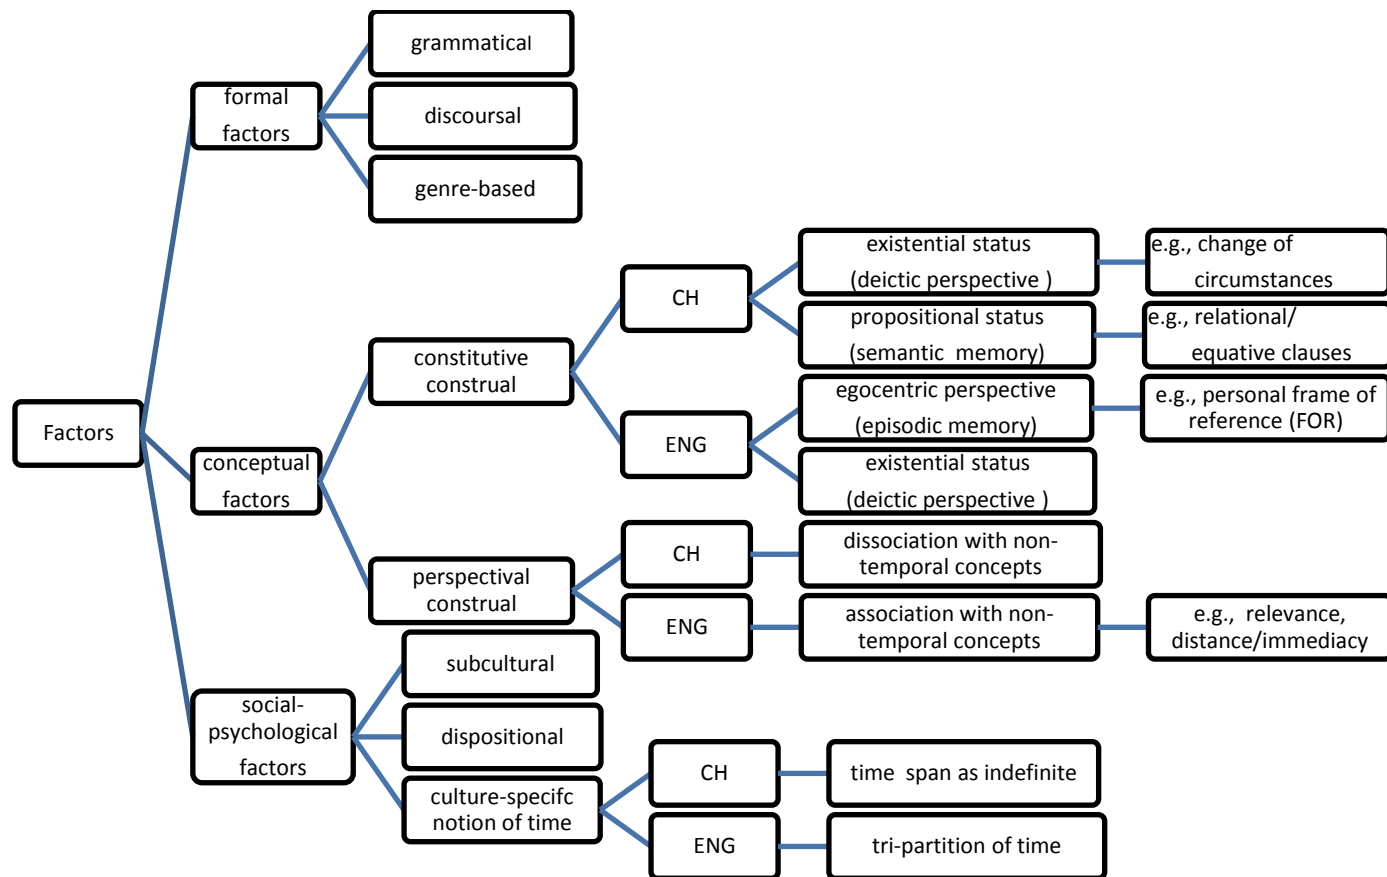 grammatical
formal
factors
discoursal
genre-based
existential status
(deictic perspective )
e.g., change of
circumstances
CH
propositional status
(semantic memory)
e.g., relational/
equative clauses
constitutive
construal
egocentric perspective
(episodic memory)
e.g., personal frame of
reference (FOR)
Factors
ENG
conceptual
factors
existential status
(deictic perspective )
CH
dissociation with non-
temporal concepts
perspectival
construal
ENG
association with non-
temporal concepts
e.g., relevance,
distance/immediacy
subcultural
social-
psychological
factors
dispositional
CH
time span as indefinite
culture-specifc
notion of time
ENG
tri-partition of time